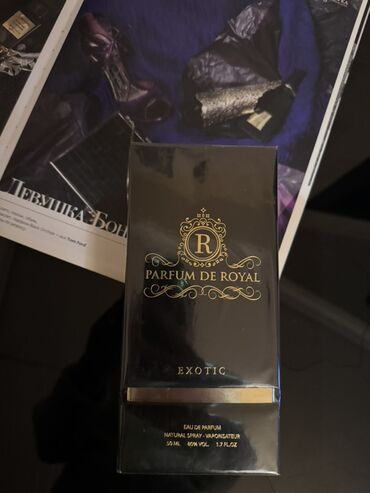 ДЕВУШКА-БОН
R
PARFUM DE ROYAL
EXOTIC
EAU DE PARFUM
NATURAL SPRAY - VAPORISATEUR
50 ML 80% VOL. 1.7 FL.OZ